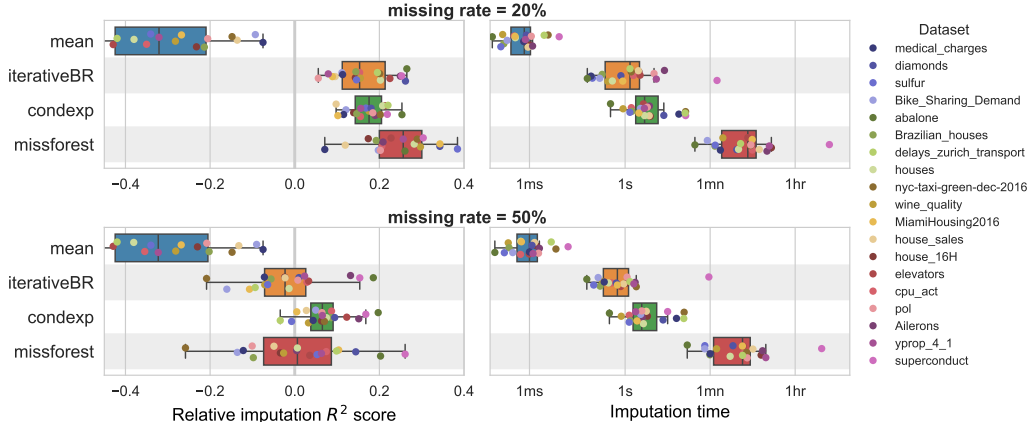 missing rate = 20%
mean
iterativeBR
condexp
missforest
−0.4 −0.2 0.0 0.2 0.4
1ms 1s 1mn 1hr
missing rate = 50%
mean
iterativeBR
condexp
missforest
−0.4 −0.2 0.0 0.2 0.4
1ms 1s 1mn 1hr
Relative imputation R² score
Imputation time
Dataset
medical_charges
diamonds
sulfur
Bike_Sharing_Demand
abalone
Brazilian_houses
delays_zurich_transport
houses
nyc-taxi-green-dec-2016
wine_quality
MiamiHousing2016
house_sales
house_16H
elevators
cpu_act
pol
Ailerons
yprop_4_1
superconduct